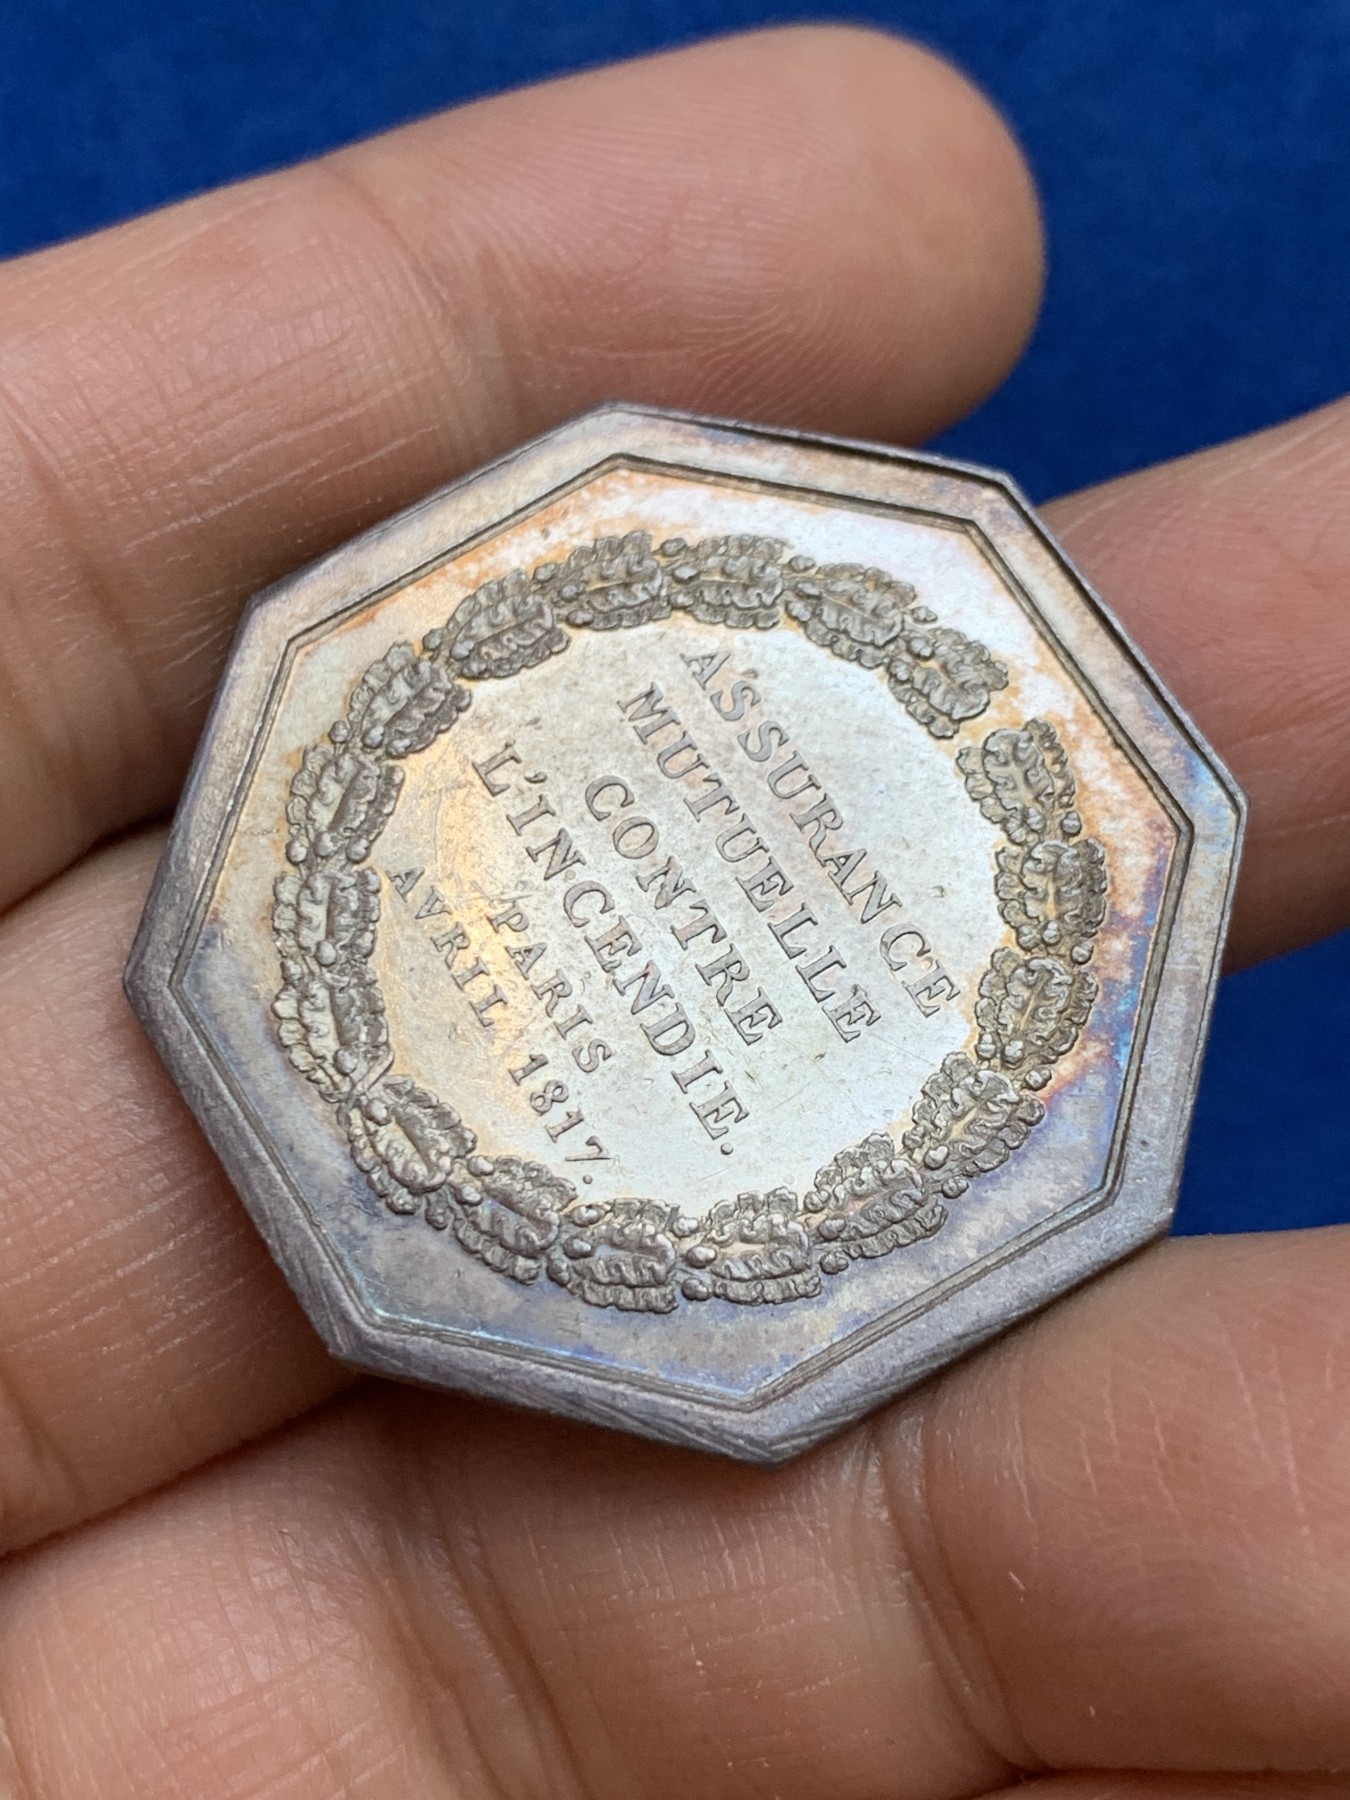 ASSURANCE
MUTUELLE
CONTRE
L'INCENDIE.
PARIS
AVRIL 1817.